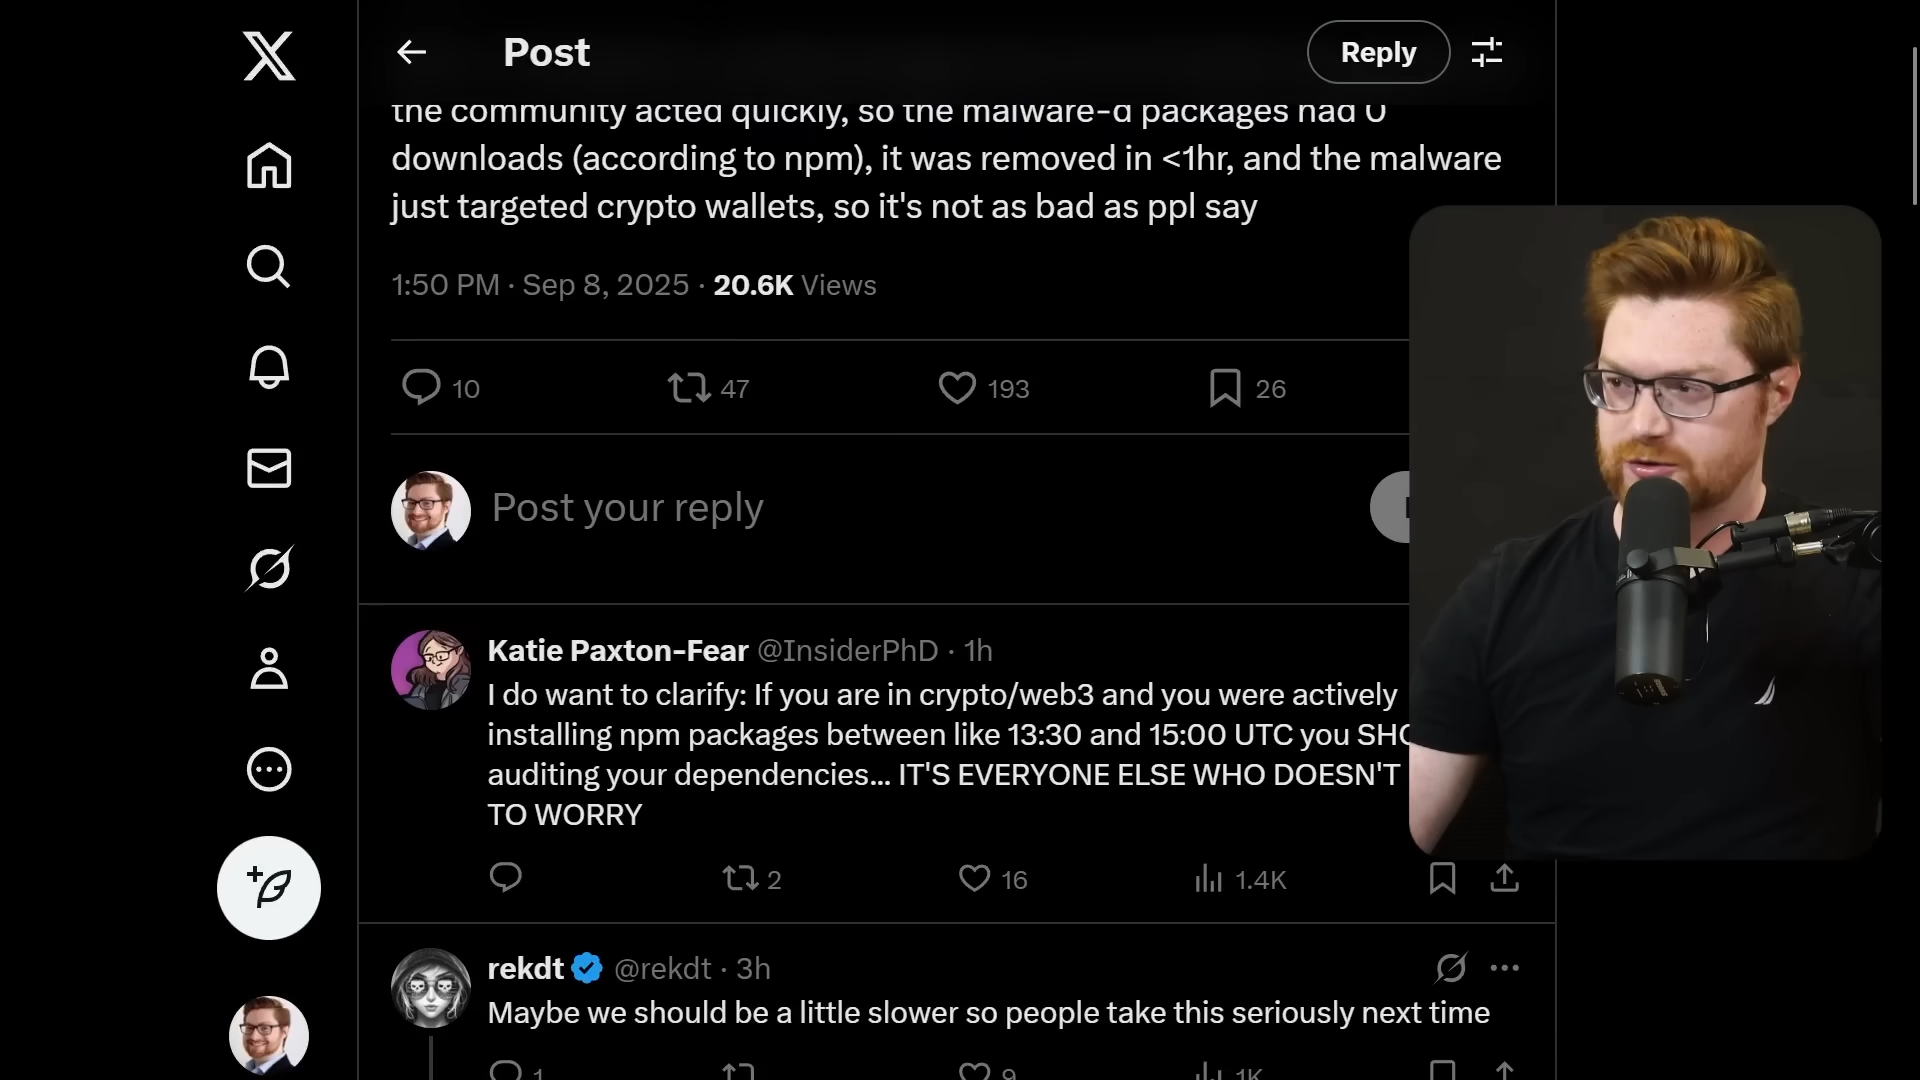 Post
Reply
the community acted quickly, so the malware-d packages had 0
downloads (according to npm), it was removed in <1hr, and the malware
just targeted crypto wallets, so it's not as bad as ppl say
1:50 PM · Sep 8, 2025 · 20.6K Views
10 47 193 26
Post your reply
Katie Paxton-Fear @InsiderPhD · 1h
I do want to clarify: If you are in crypto/web3 and you were actively
installing npm packages between like 13:30 and 15:00 UTC you
auditing your dependencies... IT'S EVERYONE ELSE WHO DOESN'T
TO WORRY
2 16 1.4K
rekdt @rekdt · 3h
Maybe we should be a little slower so people take this seriously next time
1 9 1K